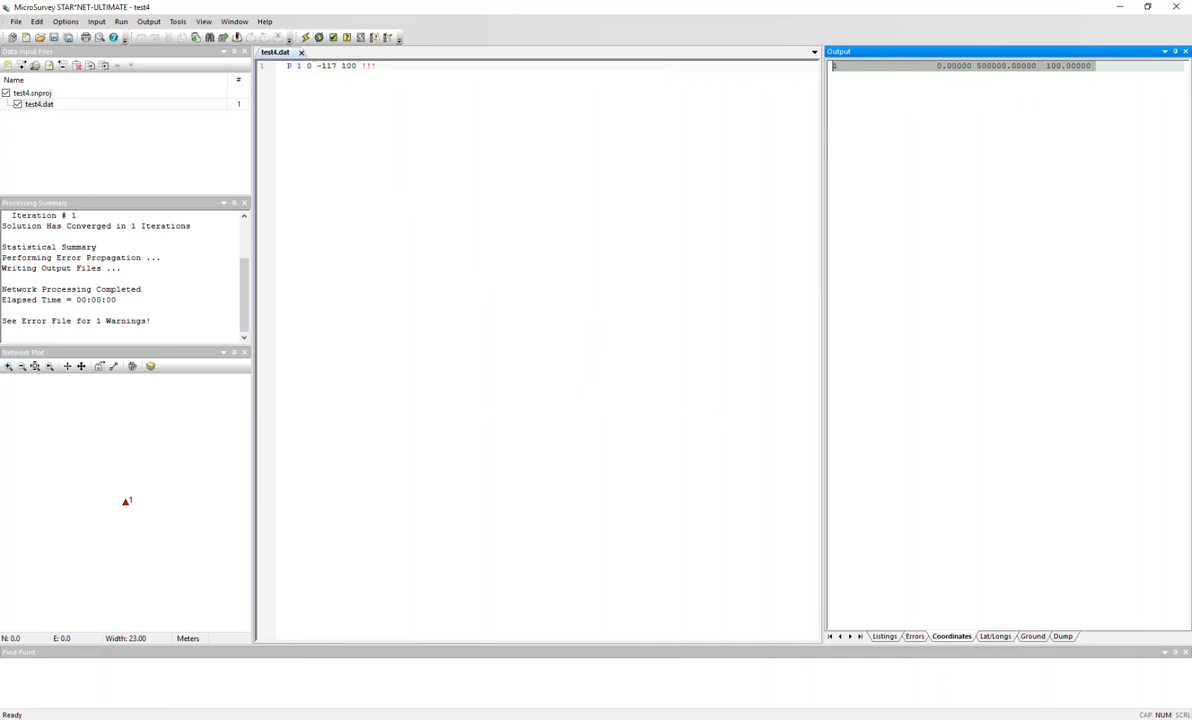 MicroSurvey STAR*NET-ULTIMATE - test4
File Edit Options Input Run Output Tools View Window Help
Data Input Files
Name #
test4.snproj
test4.dat 1
Processing Summary
Iteration # 1
Solution Has Converged in 1 Iterations
Statistical Summary
Performing Error Propagation ...
Writing Output Files ...
Network Processing Completed
Elapsed Time = 00:00:00
See Error File for 1 Warnings!
Network Plot
1
N: 0.0 E: 0.0 Width: 23.00 Meters
test4.dat
1 P 1 0 -117 100 !!!
Output
1 0.00000 500000.00000 100.00000
Listings Errors Coordinates Lat/Longs Ground Dump
Find Point
Ready CAP NUM SCRL